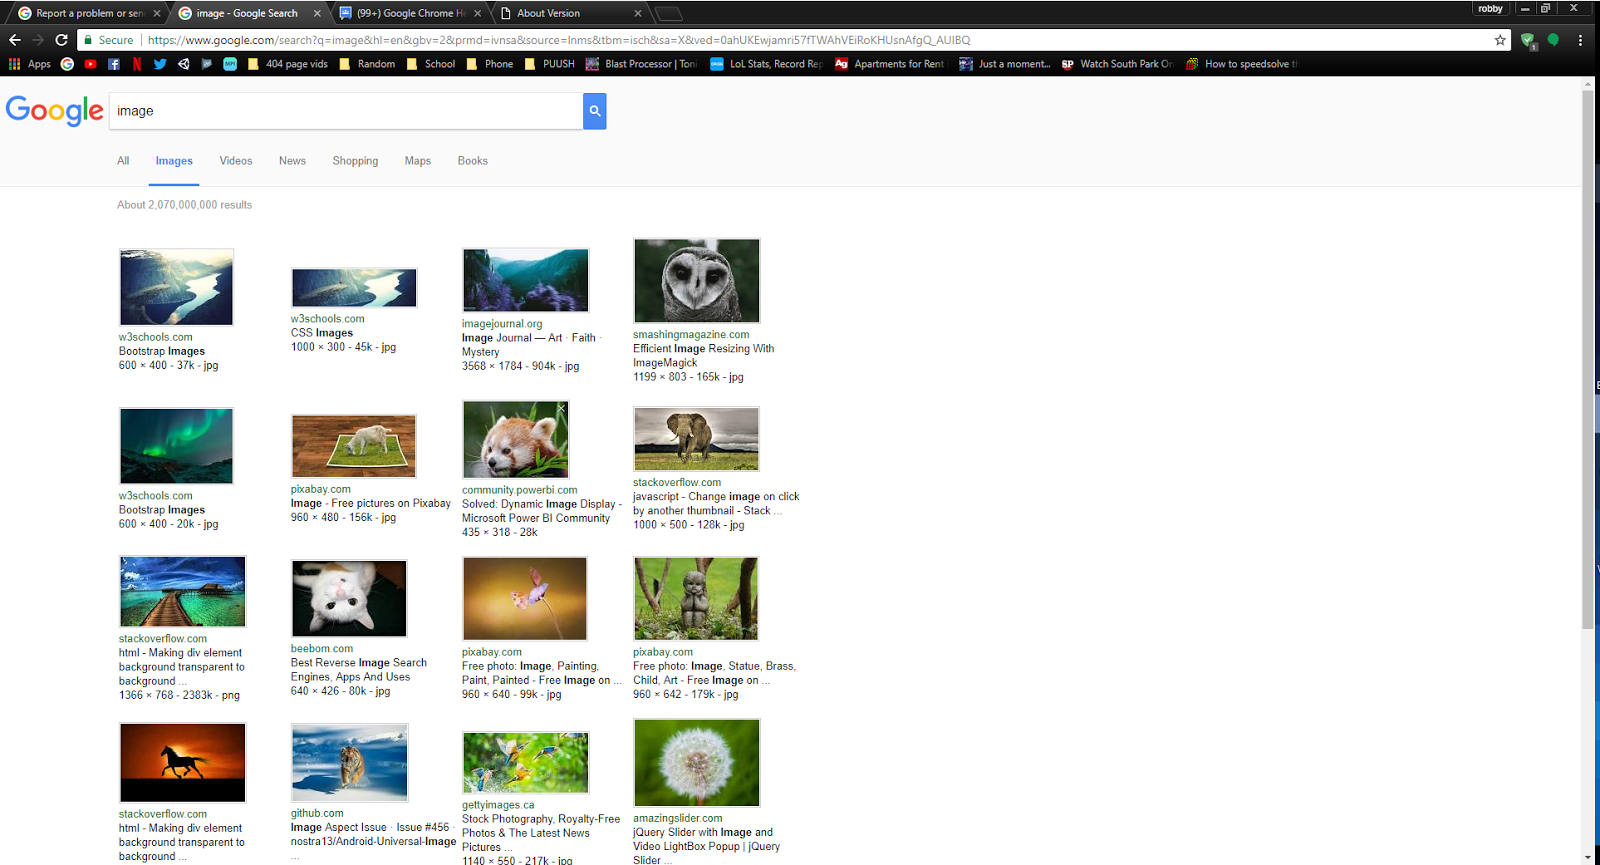 Report a problem or sen
image - Google Search
(99+) Google Chrome He
About Version
robby
Secure
https://www.google.com/search?q=image&hl=en&gbv=2&prmd=ivnsa&source=lnms&tbm=isch&sa=X&ved=0ahUKEwjamri57fTWAhVEiRoKHUsnAfgQ_AUIBQ
1
Apps
404 page vids
Random
School
Phone
PUUSH
Blast Processor | Toni
LoL Stats, Record Rep
Apartments for Rent
Just a moment...
Watch South Park On
How to speedsolve th
Google
image
All Images Videos News Shopping Maps Books
About 2,070,000,000 results
w3schools.com
Bootstrap Images
600 × 400 - 37k - jpg
w3schools.com
CSS Images
1000 × 300 - 45k - jpg
imagejournal.org
Image Journal — Art · Faith ·
Mystery
3568 × 1784 - 904k - jpg
smashingmagazine.com
Efficient Image Resizing With
ImageMagick
1199 × 803 - 165k - jpg
w3schools.com
Bootstrap Images
600 × 400 - 20k - jpg
pixabay.com
Image - Free pictures on Pixabay
960 × 480 - 156k - jpg
community.powerbi.com
Solved: Dynamic Image Display -
Microsoft Power BI Community
435 × 318 - 28k
stackoverflow.com
javascript - Change image on click
by another thumbnail - Stack ...
1000 × 500 - 128k - jpg
stackoverflow.com
html - Making div element
background transparent to
background ...
1366 × 768 - 2383k - png
beebom.com
Best Reverse Image Search
Engines, Apps And Uses
640 × 426 - 80k - jpg
pixabay.com
Free photo: Image, Painting,
Paint, Painted - Free Image on ...
960 × 640 - 99k - jpg
pixabay.com
Free photo: Image, Statue, Brass,
Child, Art - Free Image on ...
960 × 642 - 179k - jpg
stackoverflow.com
html - Making div element
background transparent to
background ...
github.com
Image Aspect Issue · Issue #456 ·
nostra13/Android-Universal-Image
...
gettyimages.ca
Stock Photography, Royalty-Free
Photos & The Latest News
Pictures ...
1140 × 550 - 217k - jpg
amazingslider.com
jQuery Slider with Image and
Video LightBox Popup | jQuery
Slider ...